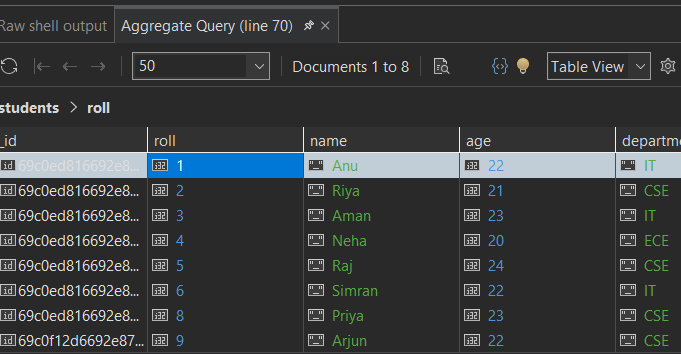 Raw shell output Aggregate Query (line 70)
50 Documents 1 to 8 Table View
students > roll
_id roll name age departme
69c0ed816692e8... 1 Anu 22 IT
69c0ed816692e8... 2 Riya 21 CSE
69c0ed816692e8... 3 Aman 23 IT
69c0ed816692e8... 4 Neha 20 ECE
69c0ed816692e8... 5 Raj 24 CSE
69c0ed816692e8... 6 Simran 22 IT
69c0ed816692e8... 8 Priya 23 CSE
69c0f12d6692e87... 9 Arjun 22 CSE